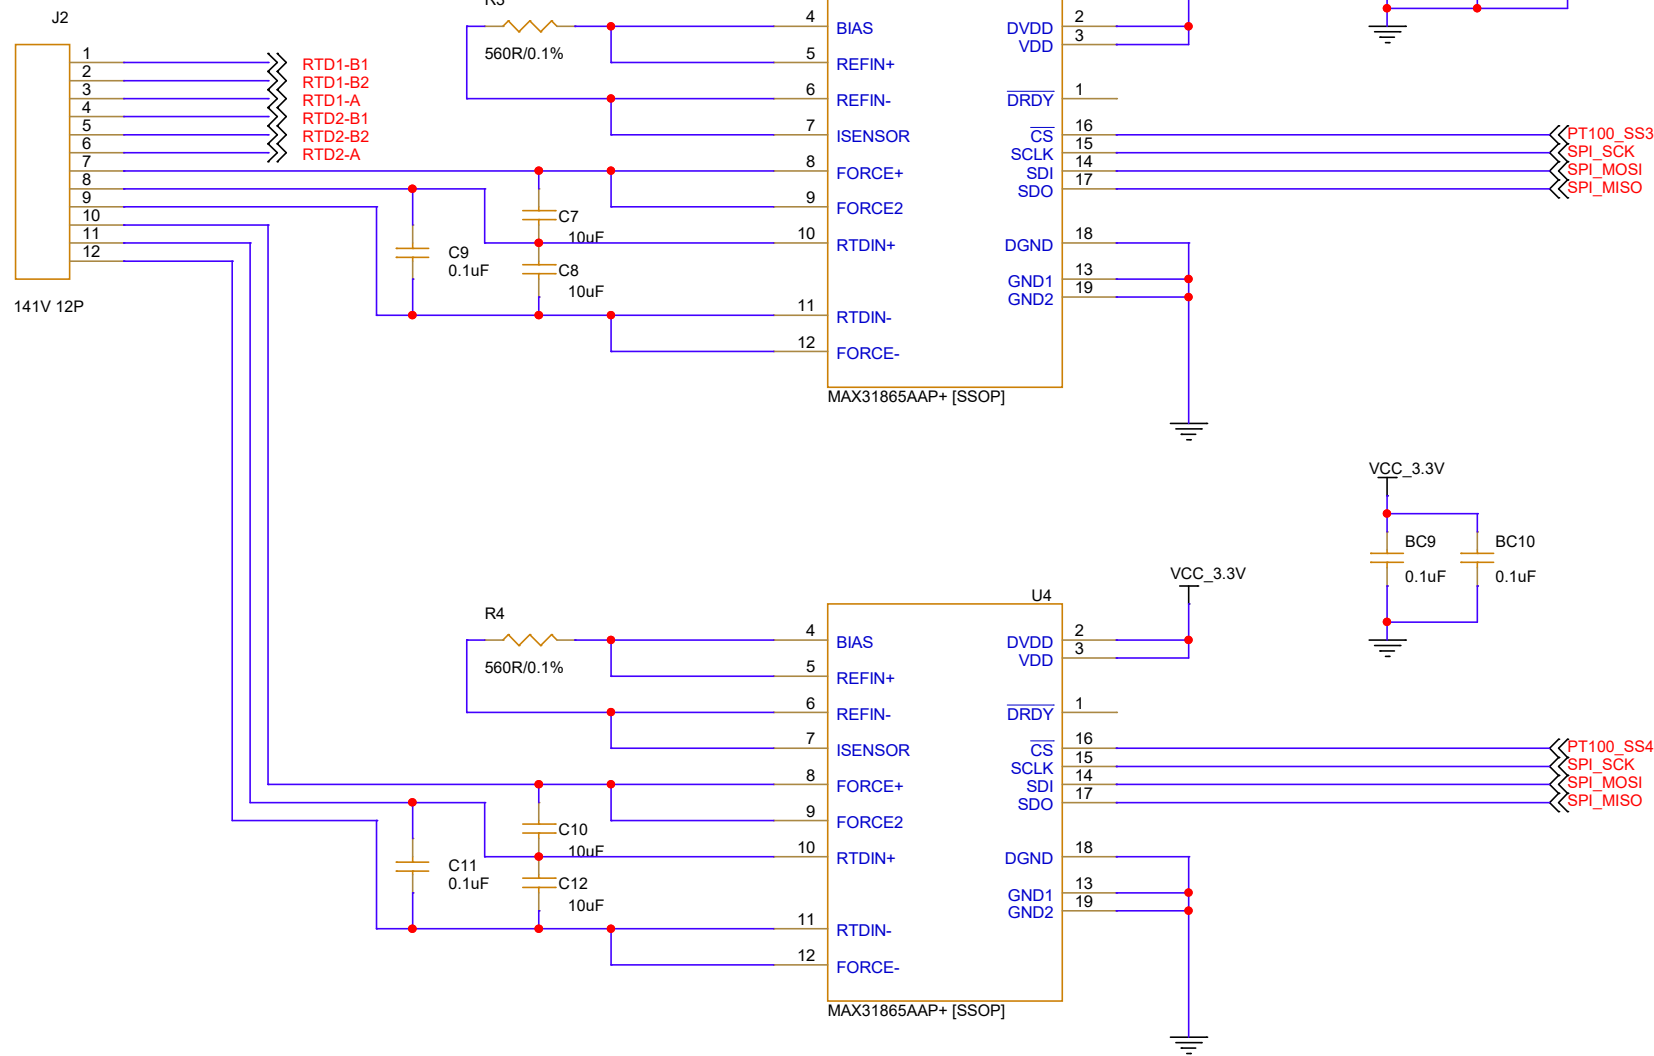 J2
1
2
3
4
5
6
7
8
9
10
11
12
RTD1-B1
RTD1-B2
RTD1-A
RTD2-B1
RTD2-B2
RTD2-A
141V 12P
R3
560R/0.1%
C9
0.1uF
C7
10uF
C8
10uF
4 BIAS
5 REFIN+
6 REFIN-
7 ISENSOR
8 FORCE+
9 FORCE2
10 RTDIN+
11 RTDIN-
12 FORCE-
DVDD 2
VDD 3
DRDY 1
CS 16
SCLK 15
SDI 14
SDO 17
DGND 18
GND1 13
GND2 19
MAX31865AAP+ [SSOP]
PT100_SS3
SPI_SCK
SPI_MOSI
SPI_MISO
VCC_3.3V
BC9
0.1uF
BC10
0.1uF
VCC_3.3V
U4
R4
560R/0.1%
C11
0.1uF
C10
10uF
C12
10uF
4 BIAS
5 REFIN+
6 REFIN-
7 ISENSOR
8 FORCE+
9 FORCE2
10 RTDIN+
11 RTDIN-
12 FORCE-
DVDD 2
VDD 3
DRDY 1
CS 16
SCLK 15
SDI 14
SDO 17
DGND 18
GND1 13
GND2 19
MAX31865AAP+ [SSOP]
PT100_SS4
SPI_SCK
SPI_MOSI
SPI_MISO